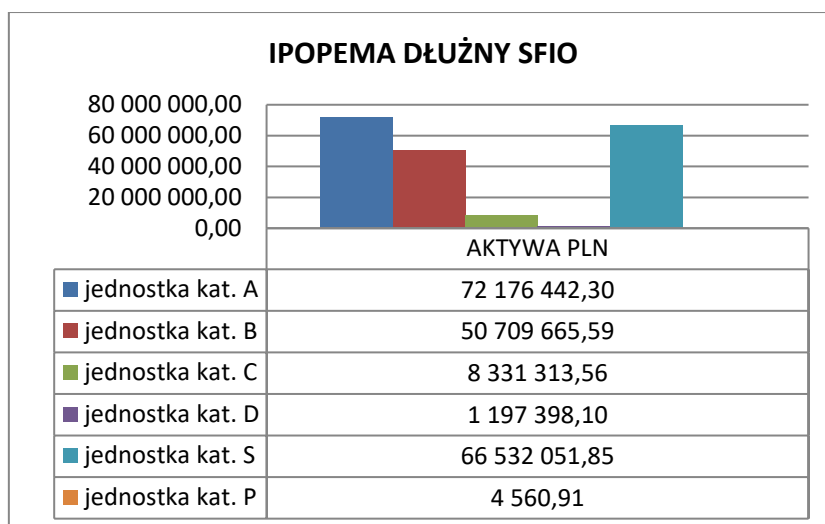 IPOPEMA DŁUŻNY SFIO
80 000 000,00
60 000 000,00
40 000 000,00
20 000 000,00
0,00
AKTYWA PLN
jednostka kat. A 72 176 442,30
jednostka kat. B 50 709 665,59
jednostka kat. C 8 331 313,56
jednostka kat. D 1 197 398,10
jednostka kat. S 66 532 051,85
jednostka kat. P 4 560,91